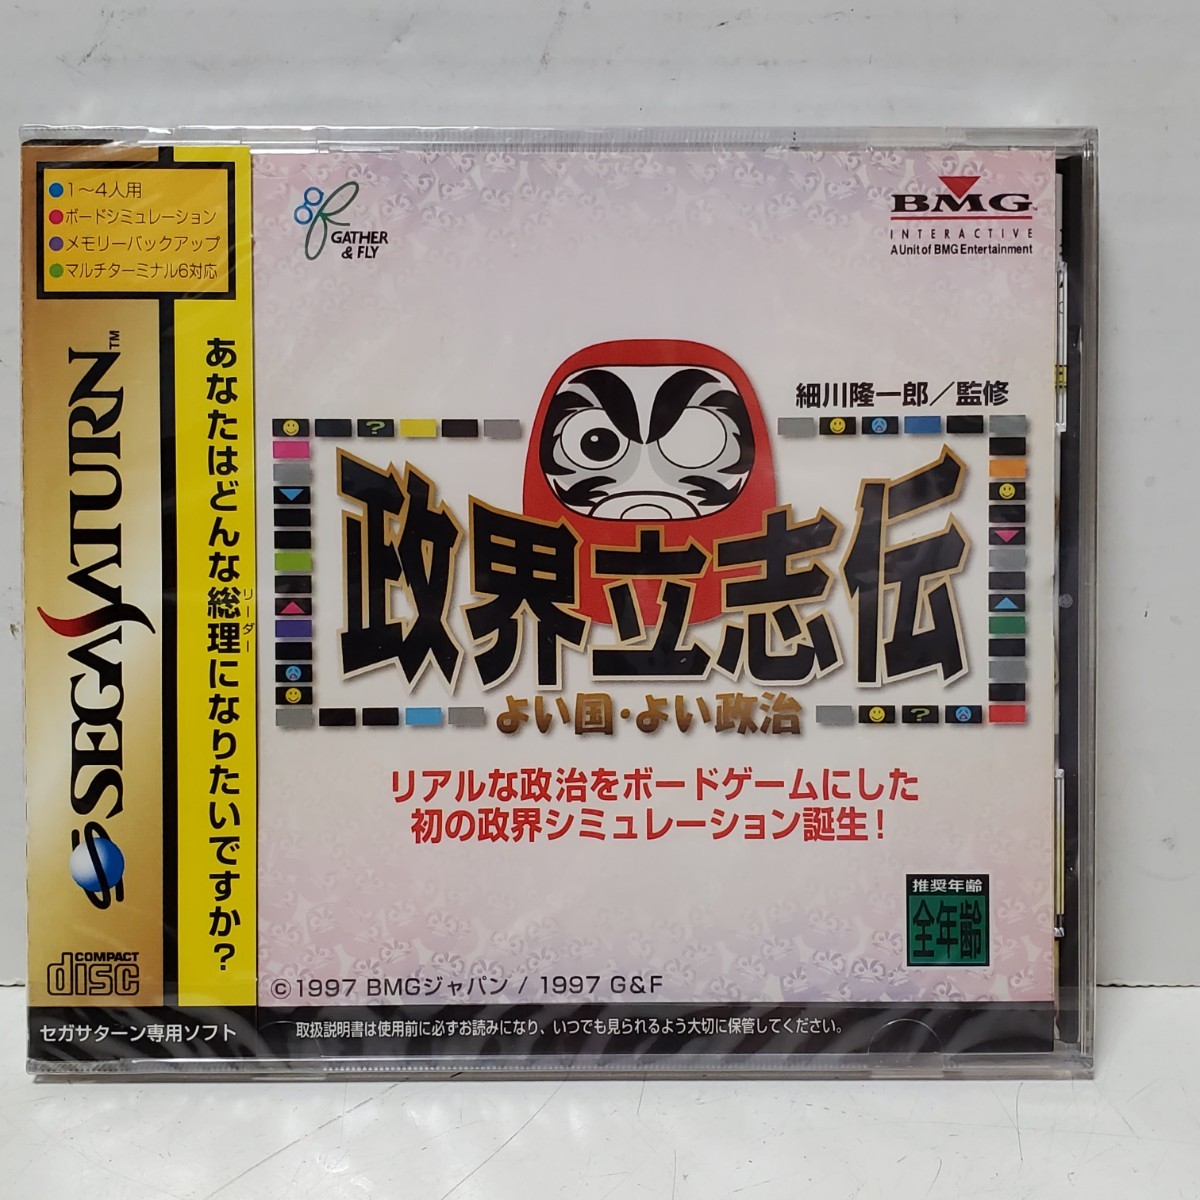 1～4人用
ボードシミュレーション
メモリーバックアップ
マルチターミナル6対応
SEGA SATURN™
COMPACT
disc
セガサターン専用ソフト
あなたはどんな総理になりたいですか?
リーダー
GATHER
& FLY
BMG™
INTERACTIVE
A Unit of BMG Entertainment
細川隆一郎／監修
政界立志伝
よい国・よい政治
リアルな政治をボードゲームにした
初の政界シミュレーション誕生!
推奨年齢
全年齢
©1997 BMGジャパン / 1997 G&F
取扱説明書は使用前に必ずお読みになり、いつでも見られるよう大切に保管してください。